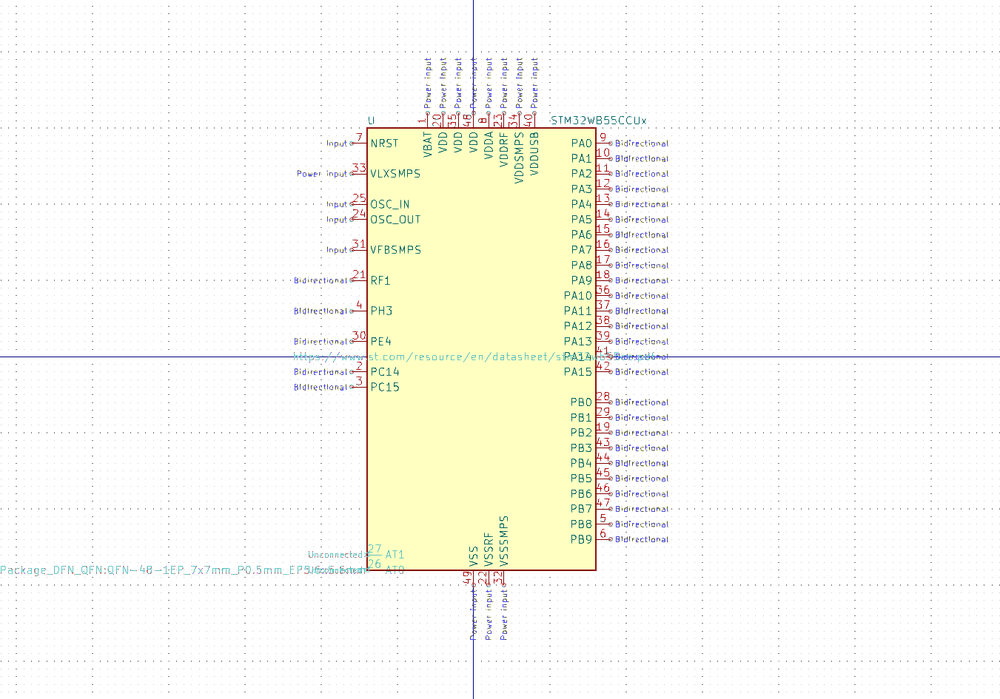 Power input Power input Power input Power input Power input Power input Power input Power input
1 20 35 48 8 23 34 40
U STM32WB55CCUx
VBAT VDD VDD VDD VDDA VDDRF VDDSMPS VDDUSB
Input 7 NRST PA0 9 Bidirectional
PA1 10 Bidirectional
Power input 33 VLXSMPS PA2 11 Bidirectional
PA3 12 Bidirectional
Input 25 OSC_IN PA4 13 Bidirectional
Input 24 OSC_OUT PA5 14 Bidirectional
PA6 15 Bidirectional
Input 31 VFBSMPS PA7 16 Bidirectional
PA8 17 Bidirectional
Bidirectional 21 RF1 PA9 18 Bidirectional
PA10 36 Bidirectional
Bidirectional 4 PH3 PA11 37 Bidirectional
PA12 38 Bidirectional
Bidirectional 30 PE4 PA13 39 Bidirectional
https://www.st.com/resource/en/datasheet/ PA14 41
Bidirectional 2 PC14 PA15 42 Bidirectional
Bidirectional 3 PC15
PB0 28 Bidirectional
PB1 29 Bidirectional
PB2 19 Bidirectional
PB3 43 Bidirectional
PB4 44 Bidirectional
PB5 45 Bidirectional
PB6 46 Bidirectional
PB7 47 Bidirectional
PB8 5 Bidirectional
PB9 6 Bidirectional
VSS VSSRF VSSSMPS
Unconnected 27 AT1
Package_DFN_QFN:QFN-48-1EP_7x7mm_P0.5mm 26 AT0
49 22 32
Power input Power input Power input